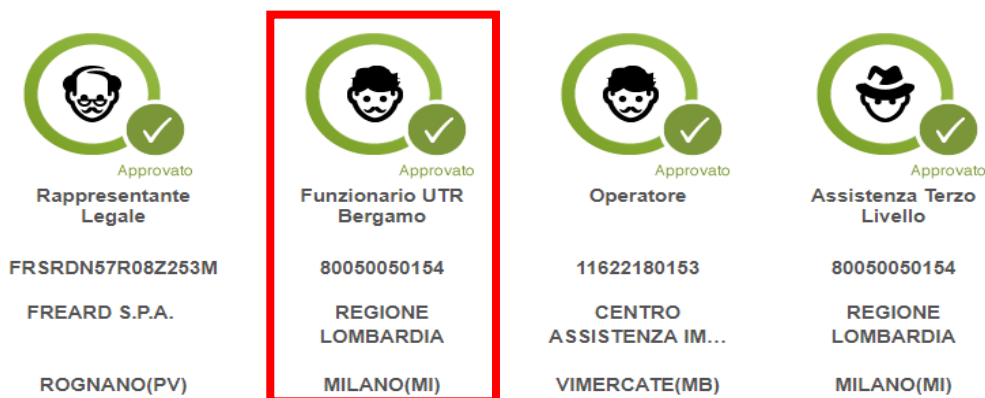 Approvato
Rappresentante
Legale
FRSRDN57R08Z253M
FREARD S.P.A.
ROGNANO(PV)
Approvato
Funzionario UTR
Bergamo
80050050154
REGIONE
LOMBARDIA
MILANO(MI)
Approvato
Operatore
11622180153
CENTRO
ASSISTENZA IM...
VIMERCATE(MB)
Approvato
Assistenza Terzo
Livello
80050050154
REGIONE
LOMBARDIA
MILANO(MI)